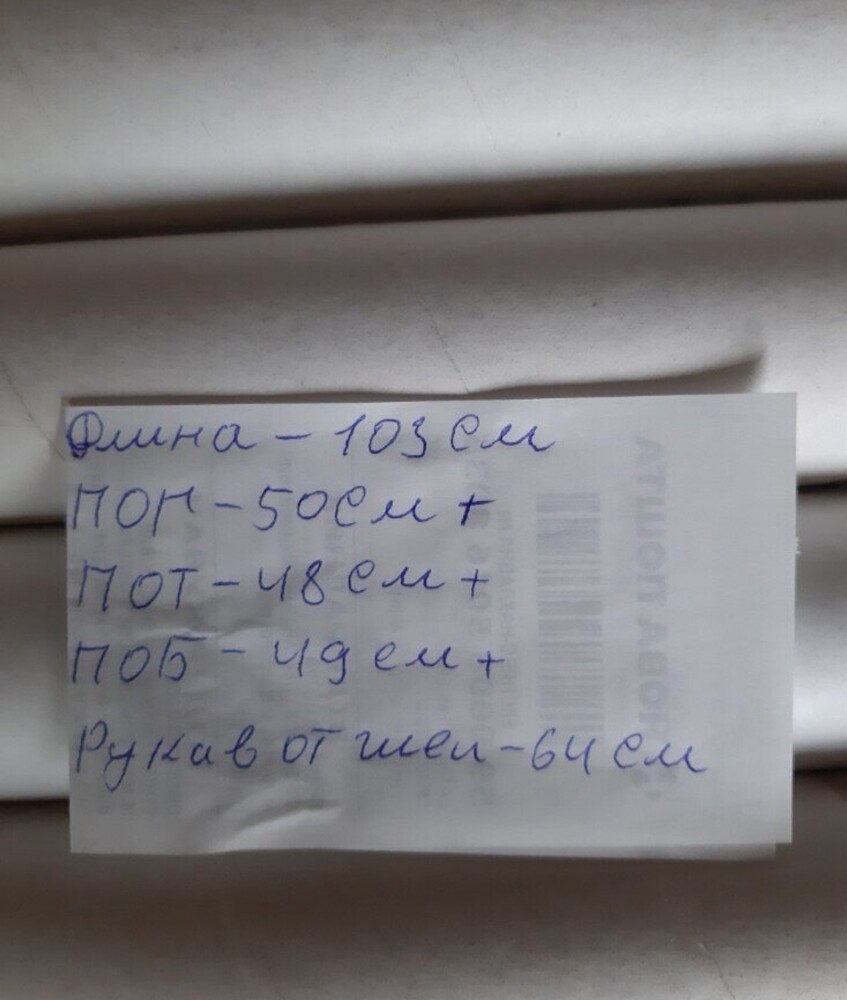 Длина - 103 см
ПОГ - 50 см +
ПОТ - 48 см +
ПОБ - 49 см +
Рукав от шеи - 64 см